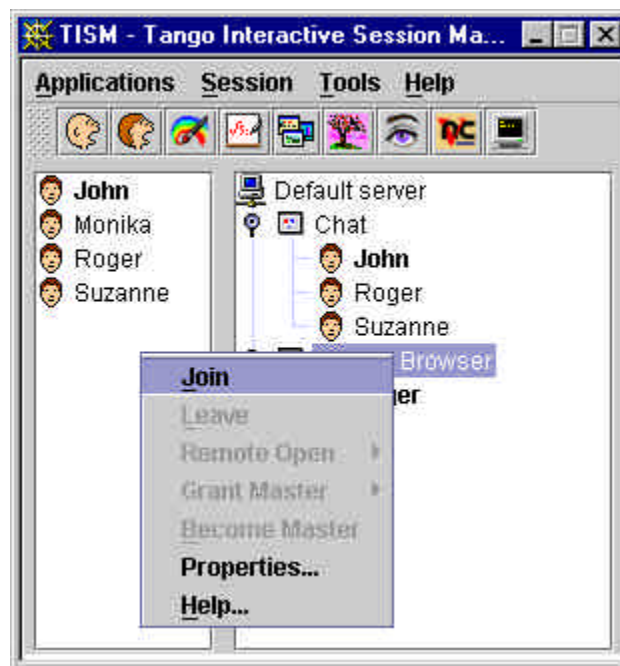 TISM - Tango Interactive Session Ma...
Applications Session Tools Help
John
Monika
Roger
Suzanne
Default server
Chat
John
Roger
Suzanne
Browser
Join
Leave
Remote Open
Grant Master
Become Master
Properties...
Help...